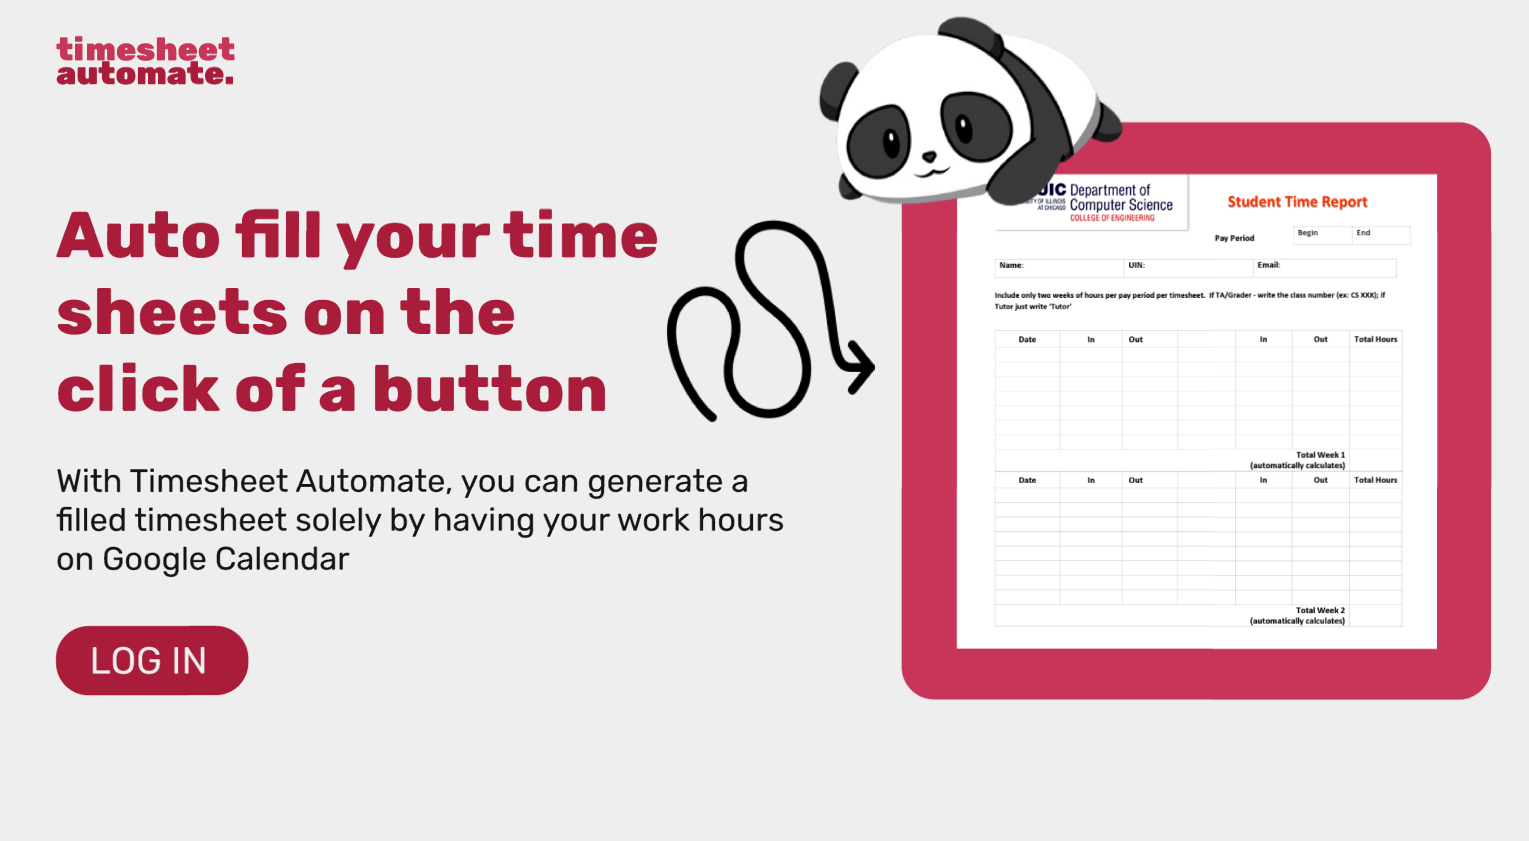 timesheet
automate.
Auto fill your time
sheets on the
click of a button
With Timesheet Automate, you can generate a
filled timesheet solely by having your work hours
on Google Calendar
LOG IN
Department of
Computer Science
COLLEGE OF ENGINEERING
OF ILLINOIS
AT CHICAGO
Student Time Report
Pay Period
Begin End
Name: UIN: Email:
Include only two weeks of hours per pay period per timesheet. If TA/Grader - write the class number (ex: CS XXX); if
Tutor just write 'Tutor'
Date In Out In Out Total Hours
Total Week 1
(automatically calculates)
Date In Out In Out Total Hours
Total Week 2
(automatically calculates)